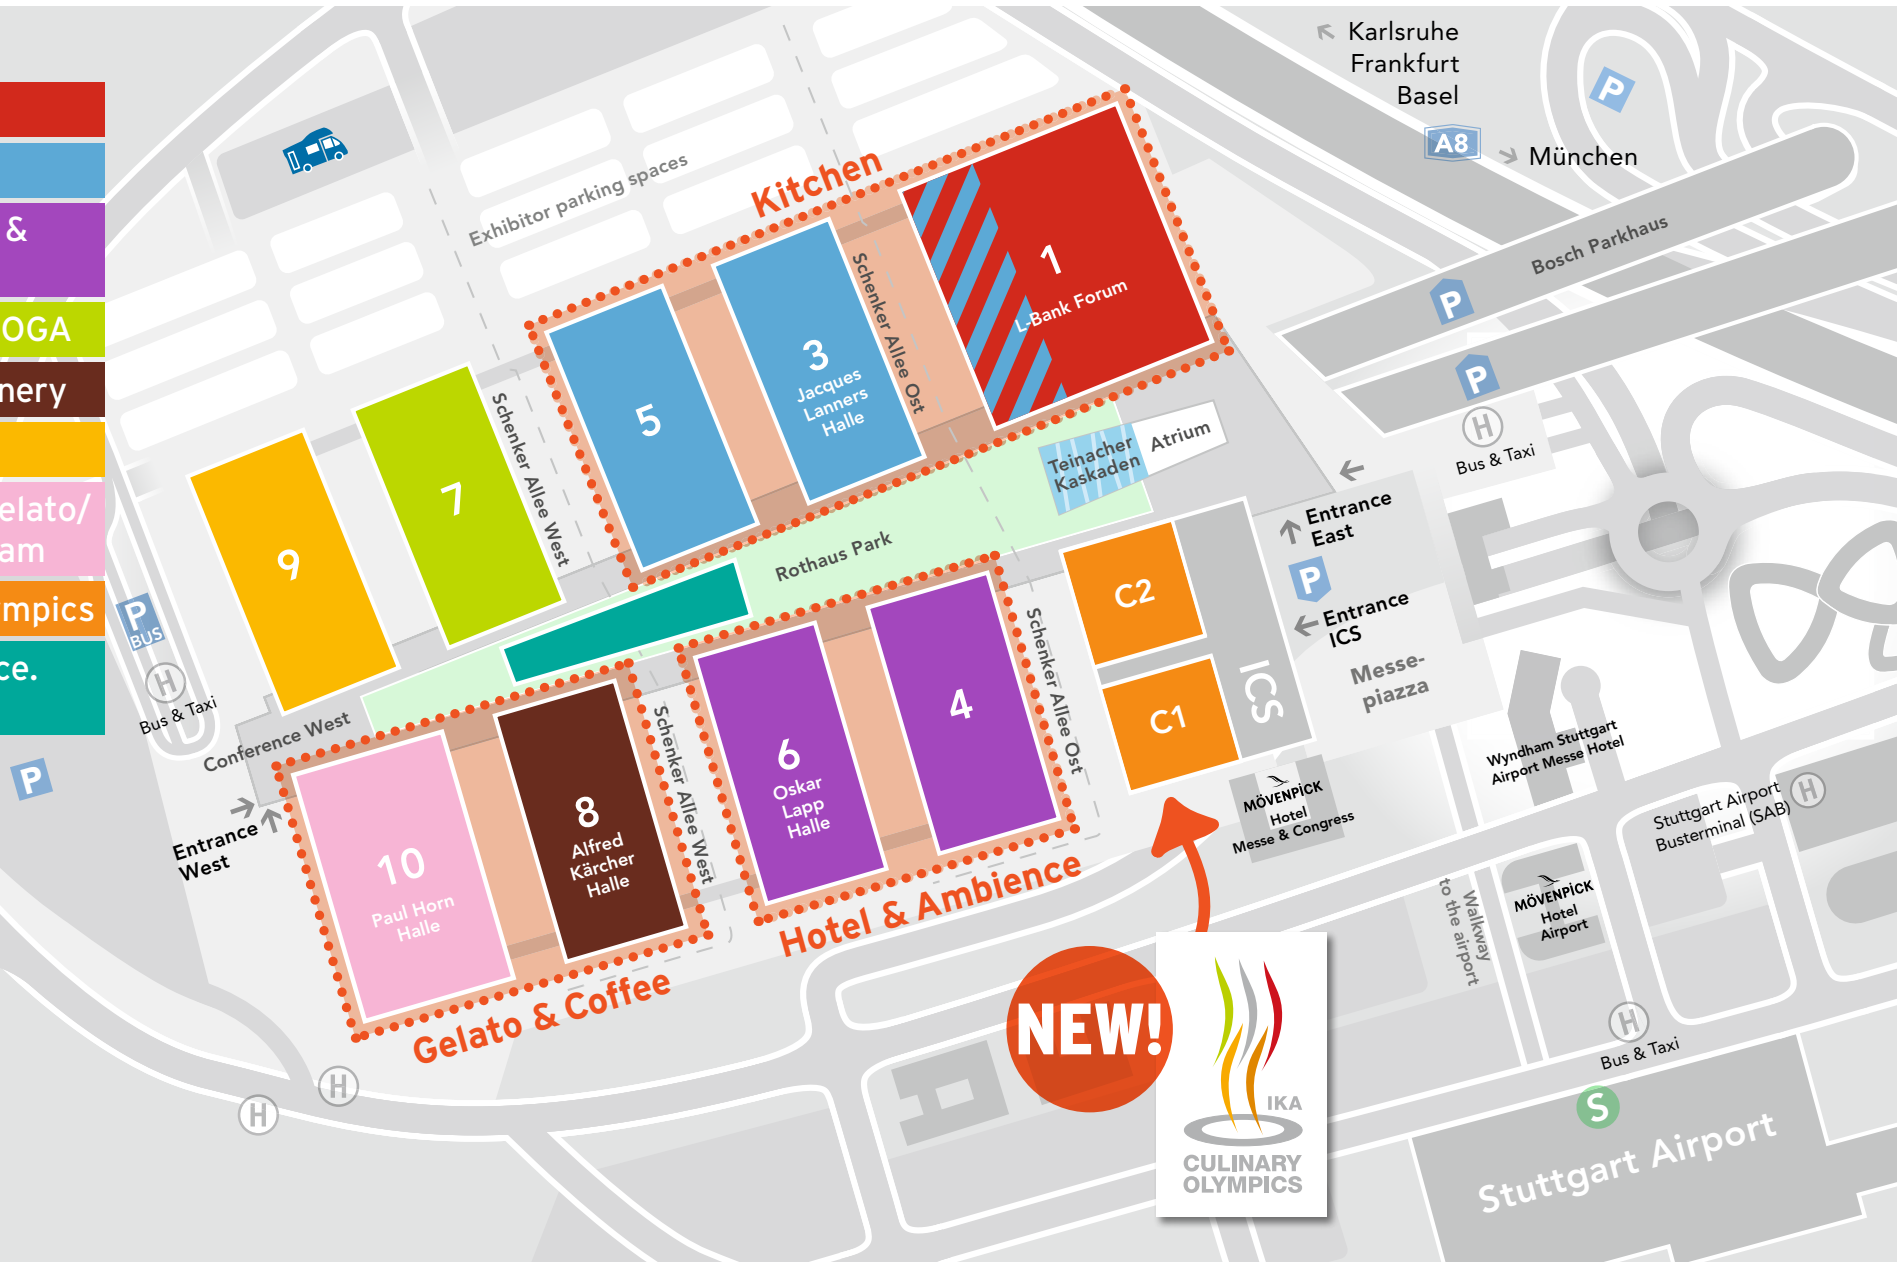 &
OGA
nery
elato/
am
ympics
ce.
Karlsruhe
Frankfurt
Basel
A8
München
P
Bosch Parkhaus
P
P
H
Bus & Taxi
Exhibitor parking spaces
Kitchen
1
L-Bank Forum
3
Jacques
Lanners
Halle
5
7
9
Schenker Allee Ost
Schenker Allee West
Teinacher
Kaskaden
Atrium
Rothaus Park
Entrance
East
P
Entrance
ICS
Messe-
piazza
ICS
C2
C1
4
6
Oskar
Lapp
Halle
8
Alfred
Kärcher
Halle
10
Paul Horn
Halle
Schenker Allee Ost
Schenker Allee West
P
BUS
H
Bus & Taxi
Conference West
P
Entrance
West
Hotel & Ambience
Gelato & Coffee
MÖVENPICK
Hotel
Messe & Congress
Wyndham Stuttgart
Airport Messe Hotel
Stuttgart Airport
Busterminal (SAB)
H
MÖVENPICK
Hotel
Airport
Walkway
to the airport
H
Bus & Taxi
S
Stuttgart Airport
H
H
NEW!
IKA
CULINARY
OLYMPICS